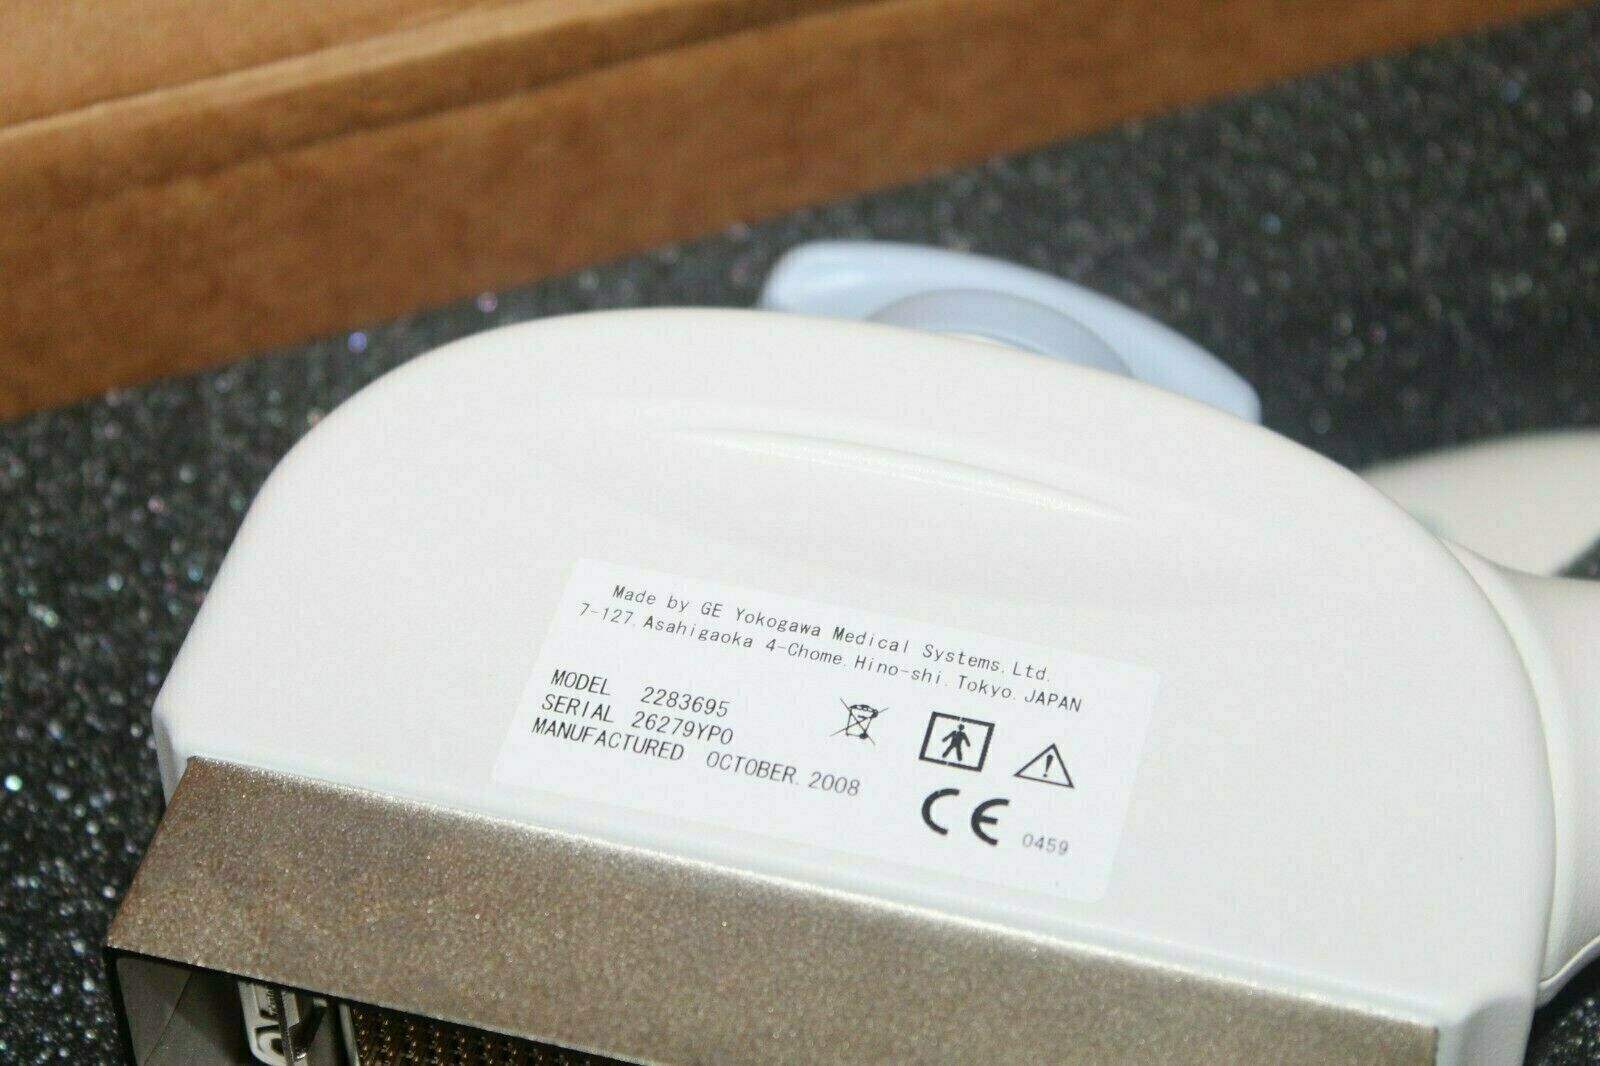 Made by GE Yokogawa Medical Systems, Ltd.
7-127, Asahigaoka 4-Chome, Hino-shi, Tokyo, JAPAN
MODEL 2283695
SERIAL 26279YP0
MANUFACTURED OCTOBER. 2008
CE 0459